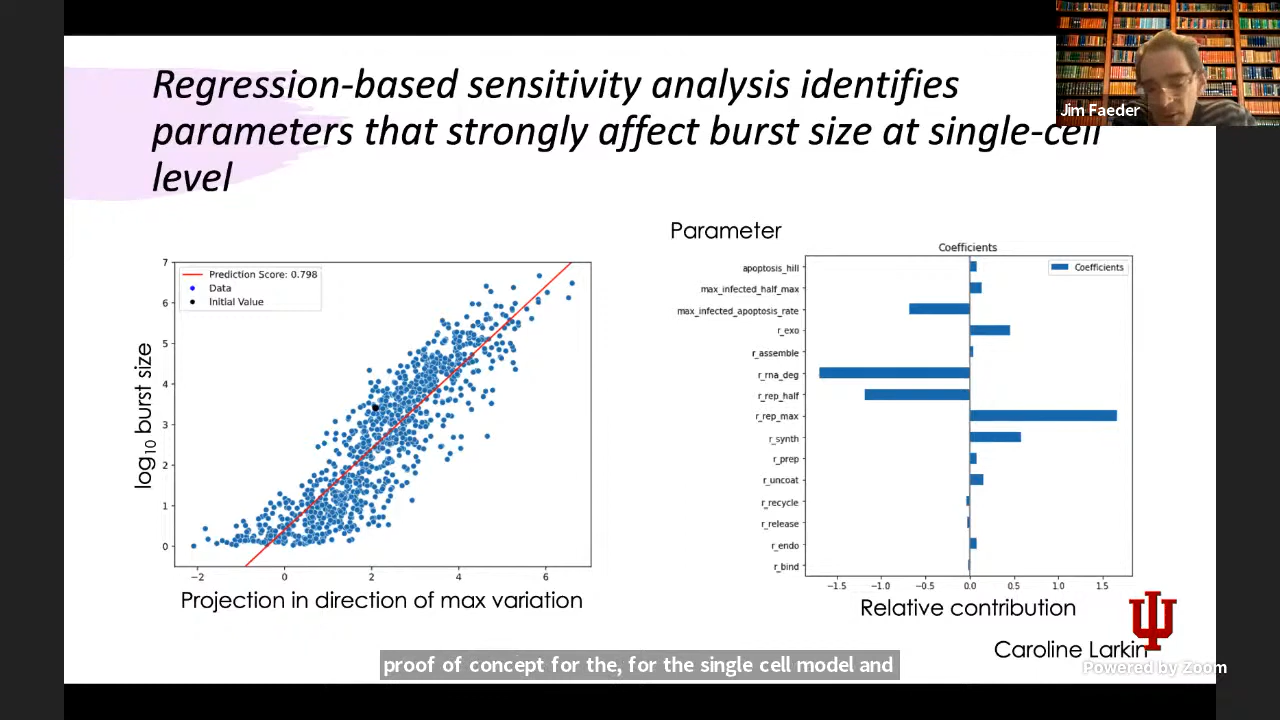 Jim Faeder
Regression-based sensitivity analysis identifies
parameters that strongly affect burst size at single-cell
level
Parameter
7
6
5
4
3
2
1
0
−2
0
2
4
6
Prediction Score: 0.798
Data
Initial Value
log10 burst size
Projection in direction of max variation
Coefficients
Coefficients
apoptosis_hill
max_infected_half_max
max_infected_apoptosis_rate
r_exo
r_assemble
r_rna_deg
r_rep_half
r_rep_max
r_synth
r_prep
r_uncoat
r_recycle
r_release
r_endo
r_bind
−1.5
−1.0
−0.5
0.0
0.5
1.0
1.5
Relative contribution
Caroline Larkin
proof of concept for the, for the single cell model and
Powered by Zoom